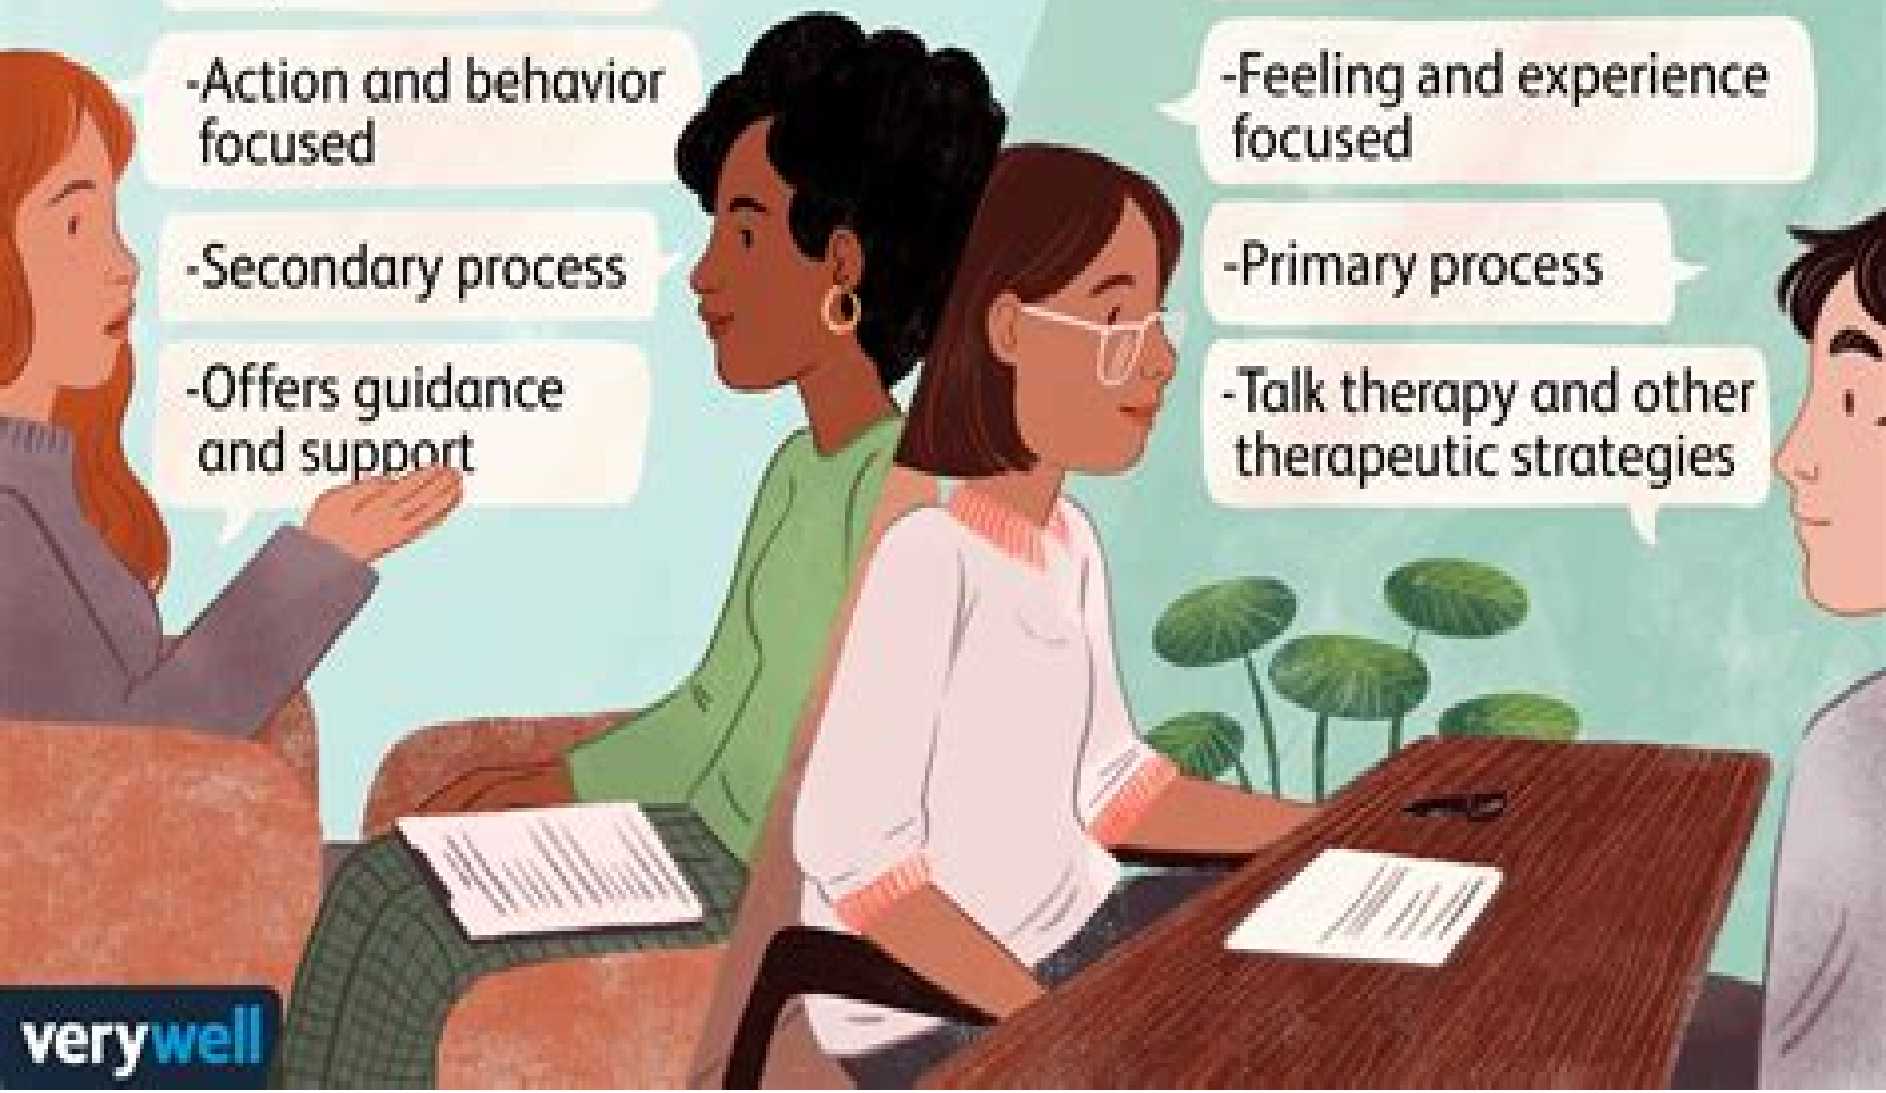 -Action and behavior
focused
-Secondary process
-Offers guidance
and support
-Feeling and experience
focused
-Primary process
-Talk therapy and other
therapeutic strategies
verywell